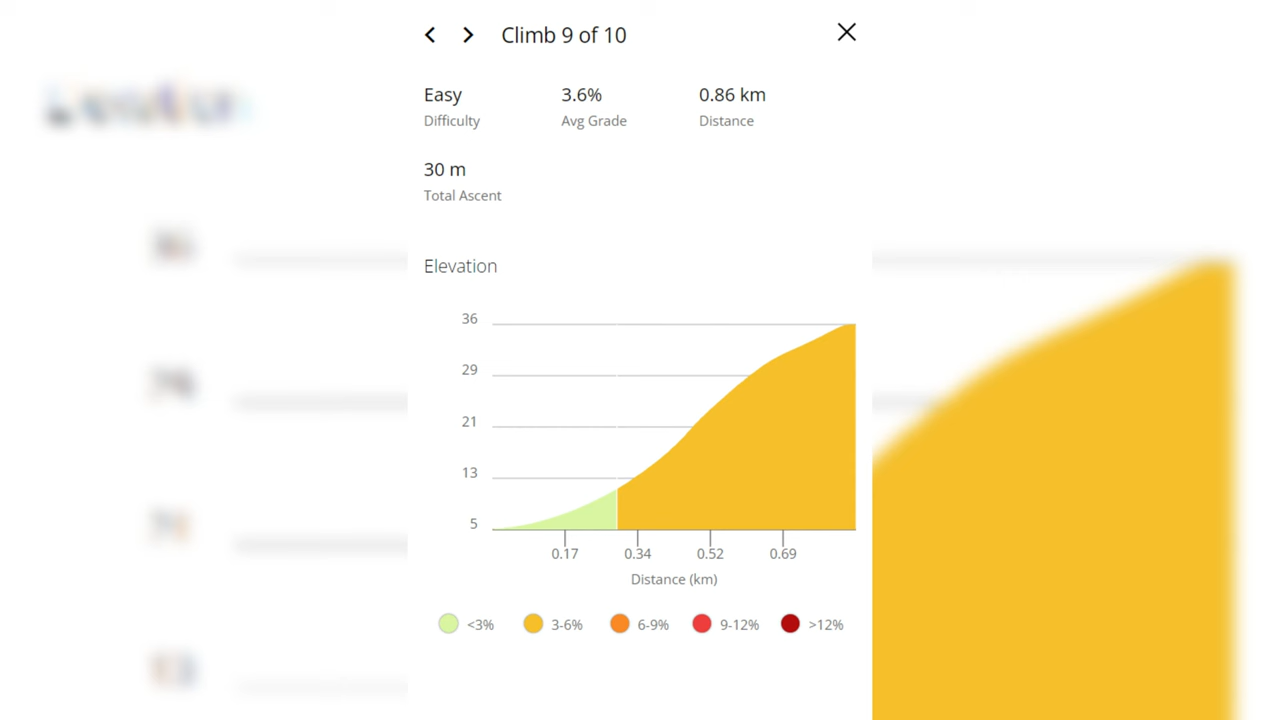 Climb 9 of 10
Easy 3.6% 0.86 km
Difficulty Avg Grade Distance
30 m
Total Ascent
Elevation
36
29
21
13
5
0.17 0.34 0.52 0.69
Distance (km)
<3% 3-6% 6-9% 9-12% >12%